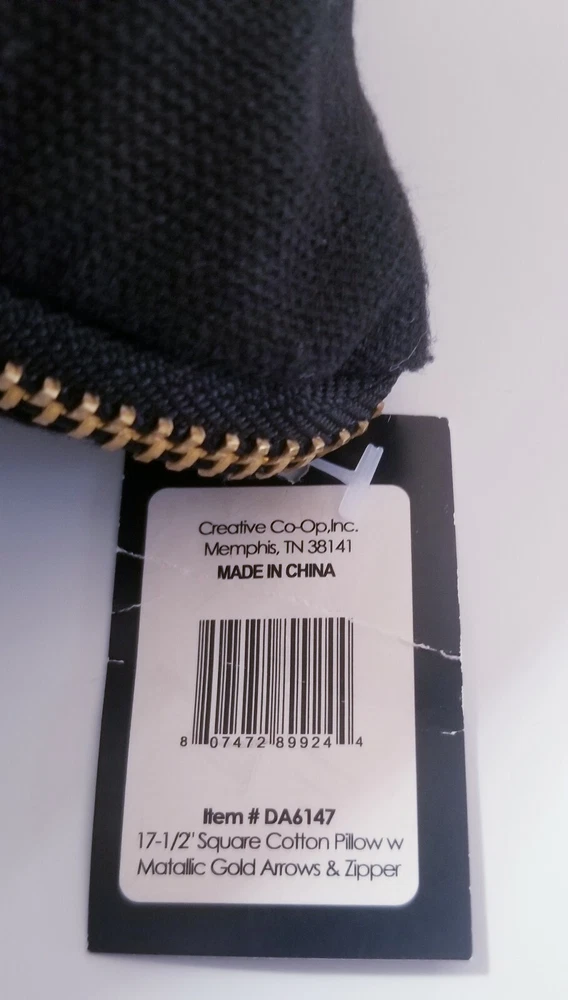 Creative Co-Op,Inc.
Memphis, TN 38141
MADE IN CHINA
8 07472 89924 4
Item # DA6147
17-1/2" Square Cotton Pillow w
Matallic Gold Arrows & Zipper